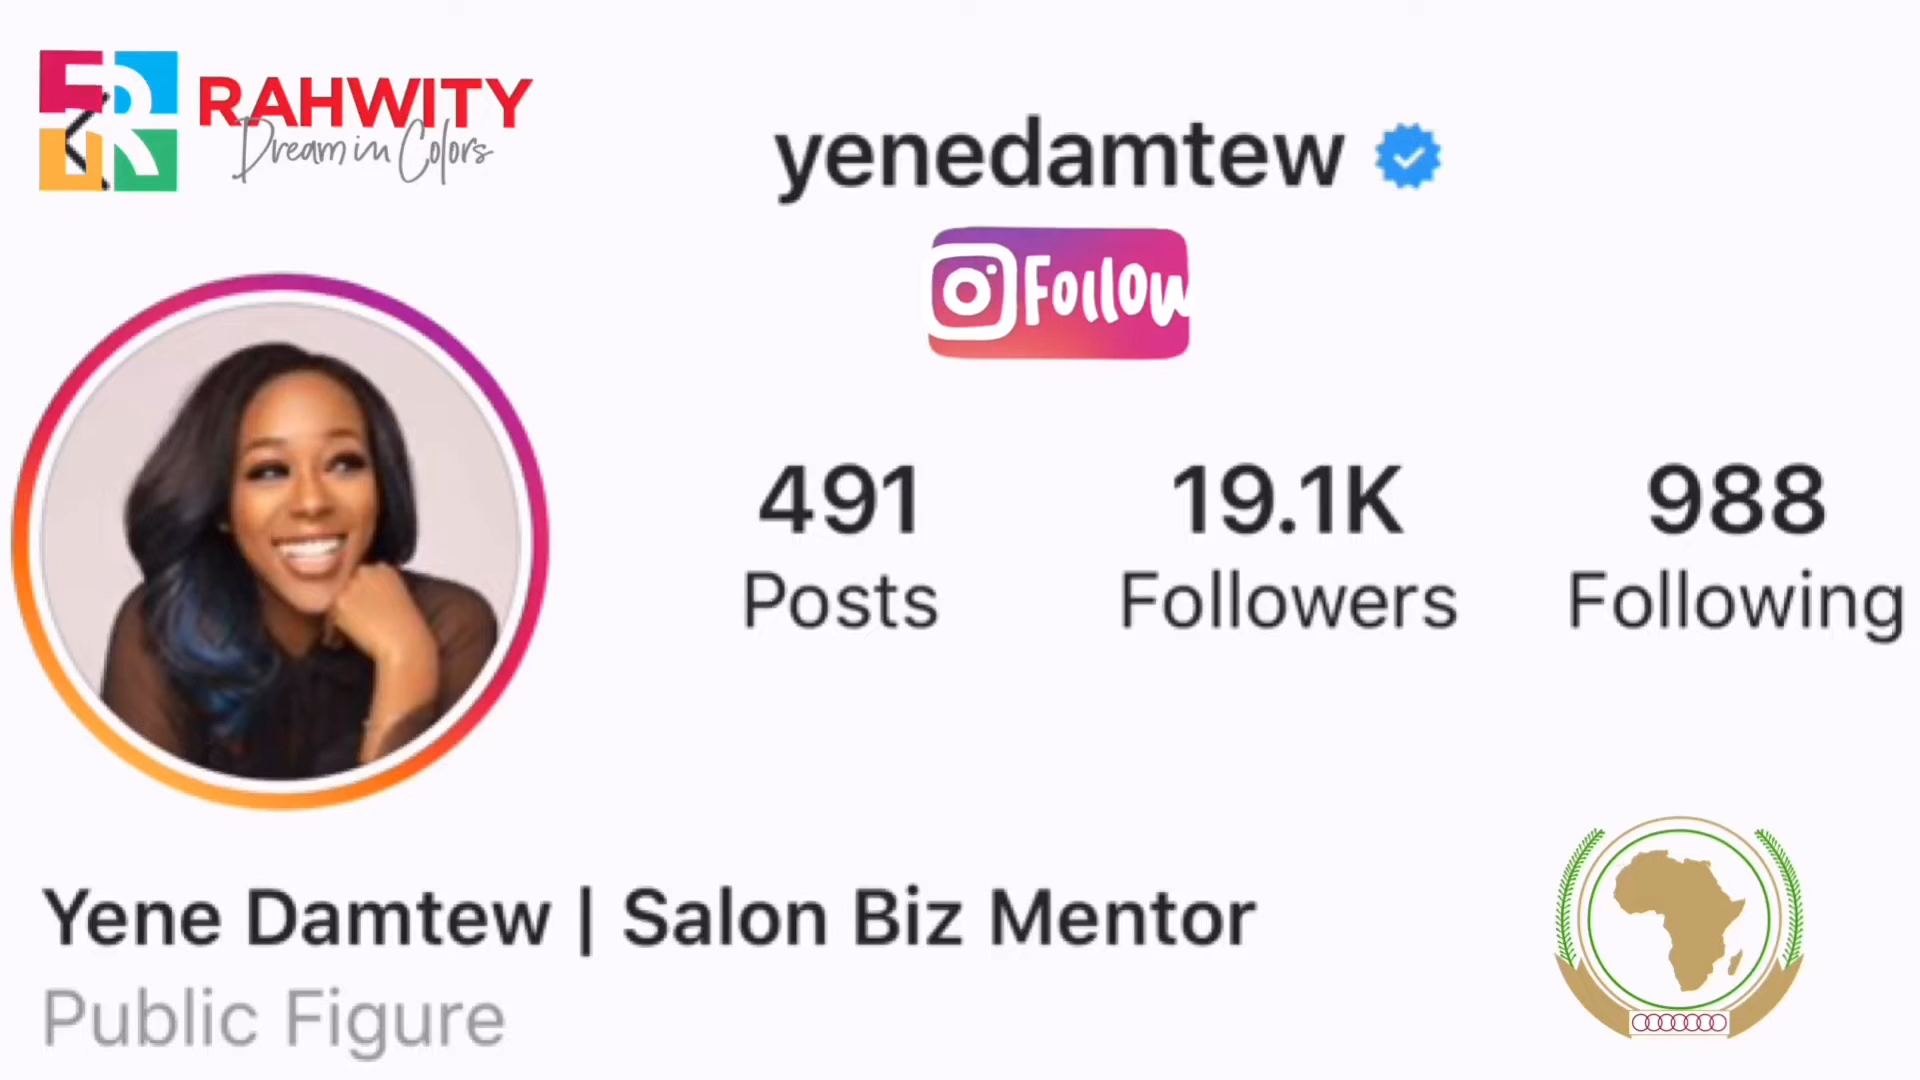 RAHWITY
Dream in Colors
yenedamtew
Follow
491
19.1K
988
Posts
Followers
Following
Yene Damtew | Salon Biz Mentor
Public Figure